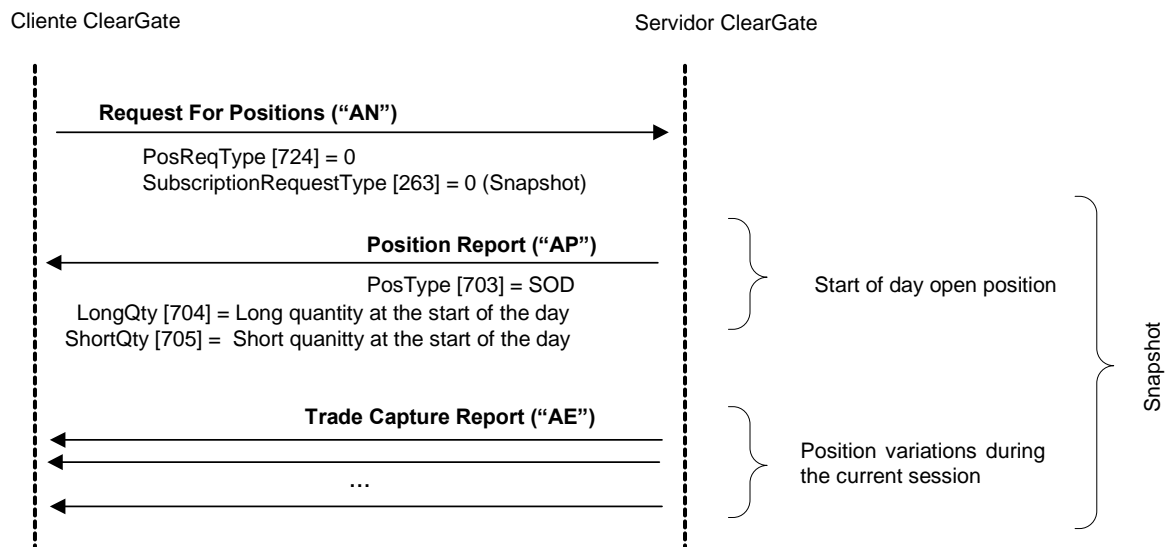 Cliente ClearGate
Servidor ClearGate
Request For Positions (“AN”)
PosReqType [724] = 0
SubscriptionRequestType [263] = 0 (Snapshot)
Position Report (“AP”)
PosType [703] = SOD
LongQty [704] = Long quantity at the start of the day
ShortQty [705] = Short quanitty at the start of the day
Start of day open position
Snapshot
Trade Capture Report (“AE”)
...
Position variations during
the current session